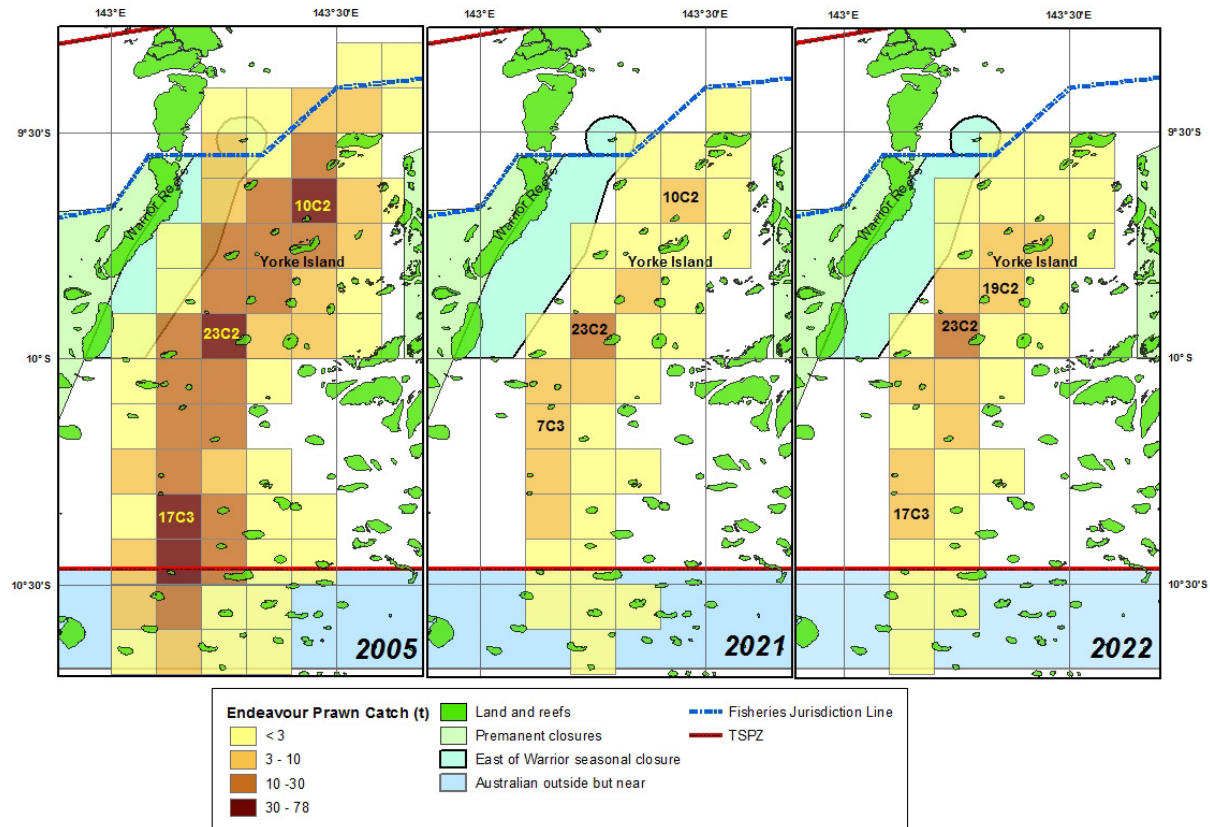 143°E 143°30'E 143°E 143°30'E 143°E 143°30'E
9°30'S 9°30'S
Warrior Reefs Warrior Reefs Warrior Reefs
10C2 10C2
Yorke Island Yorke Island Yorke Island
19C2
23C2 23C2 23C2
10°S 10°S
7C3
17C3 17C3
10°30'S 10°30'S
2005 2021 2022
Endeavour Prawn Catch (t)
< 3
3 - 10
10 -30
30 - 78
Land and reefs
Premanent closures
East of Warrior seasonal closure
Australian outside but near
Fisheries Jurisdiction Line
TSPZ